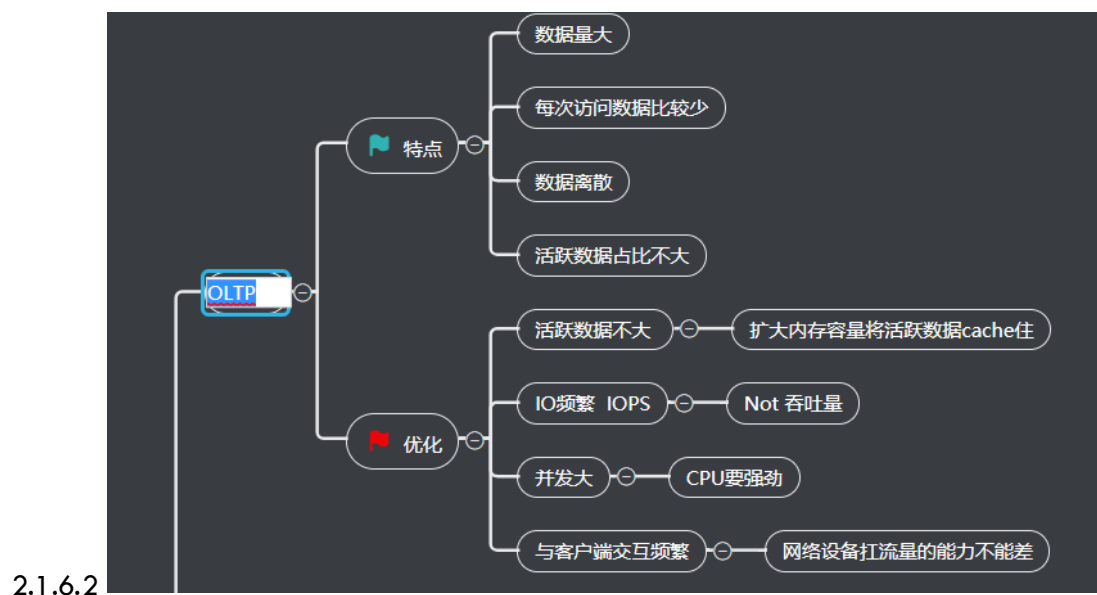 数据量大
每次访问数据比较少
特点
数据离散
活跃数据占比不大
OLTP
活跃数据不大
扩大内存容量将活跃数据cache住
IO频繁 IOPS
Not 吞吐量
优化
并发大
CPU要强劲
与客户端交互频繁
网络设备扛流量的能力不能差
2.1.6.2